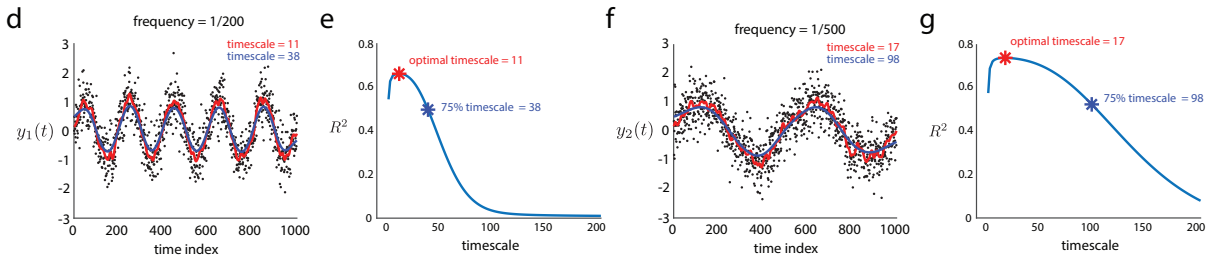 d
frequency = 1/200
timescale = 11
timescale = 38
y₁(t)
3
2
1
0
-1
-2
-3
0 200 400 600 800 1000
time index
e
optimal timescale = 11
75% timescale = 38
R²
0.8
0.6
0.4
0.2
0
0 50 100 150 200
timescale
f
frequency = 1/500
timescale = 17
timescale = 98
y₂(t)
3
2
1
0
-1
-2
-3
0 200 400 600 800 1000
time index
g
optimal timescale = 17
75% timescale = 98
R²
0.8
0.6
0.4
0.2
0
0 50 100 150 200
timescale